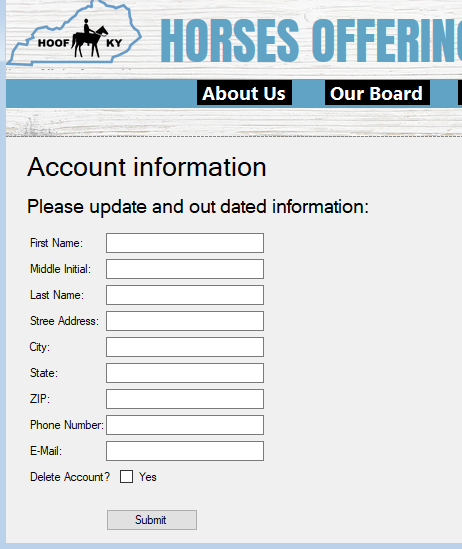 HOOF KY
HORSES OFFERING
About Us
Our Board
Account information
Please update and out dated information:
First Name:
Middle Initial:
Last Name:
Stree Address:
City:
State:
ZIP:
Phone Number:
E-Mail:
Delete Account? Yes
Submit